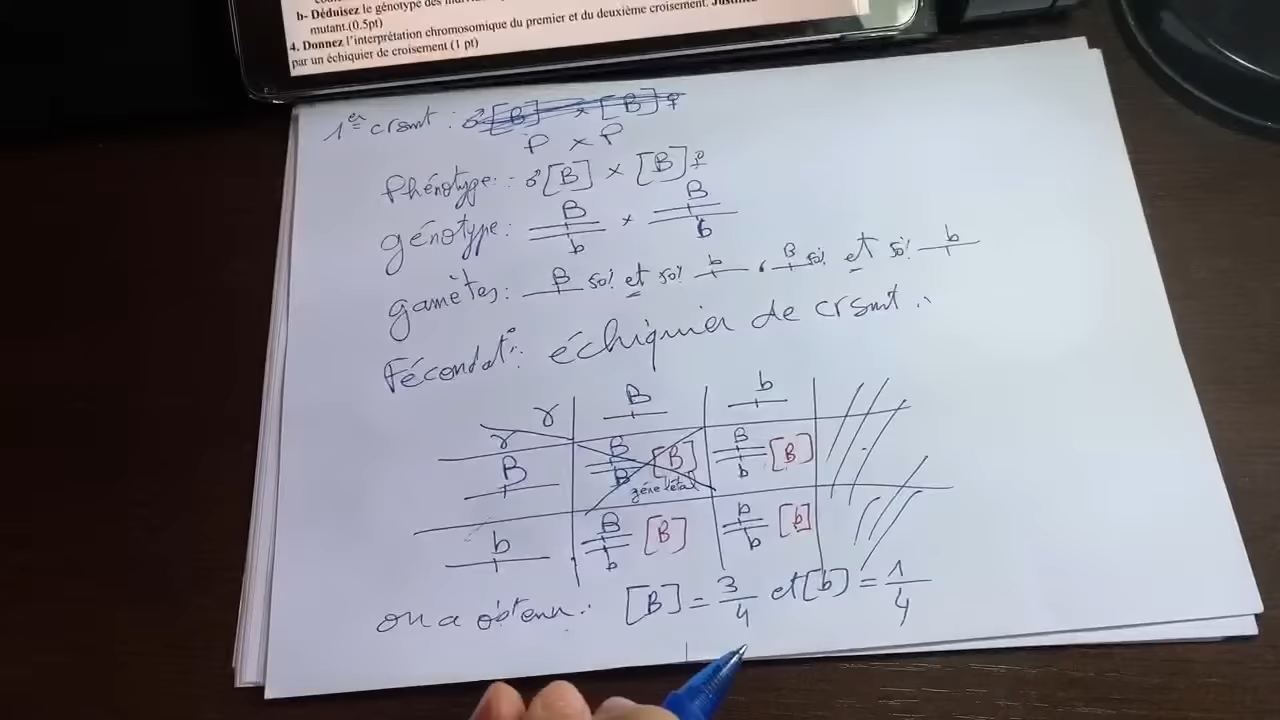 b- Déduisez le génotype des
mutant.(0.5pt)
4. Donnez l'interprétation chromosomique du premier et du deuxième croisement.
par un échiquier de croisement (1 pt)
1er crsmt : ♂[B] × [B]♀
P × P
Phénotype: ♂[B] × [B]♀
génotype: B/b × B/b
gamètes: B 50% et 50% b, B 50% et 50% b
Fécondat°: échiquier de crsmt :
γ B b
γ
B B/B [B] gène létal B/b [B]
b B/b [B] b/b [b]
on a obtenu: [B] = 3/4 et [b] = 1/4